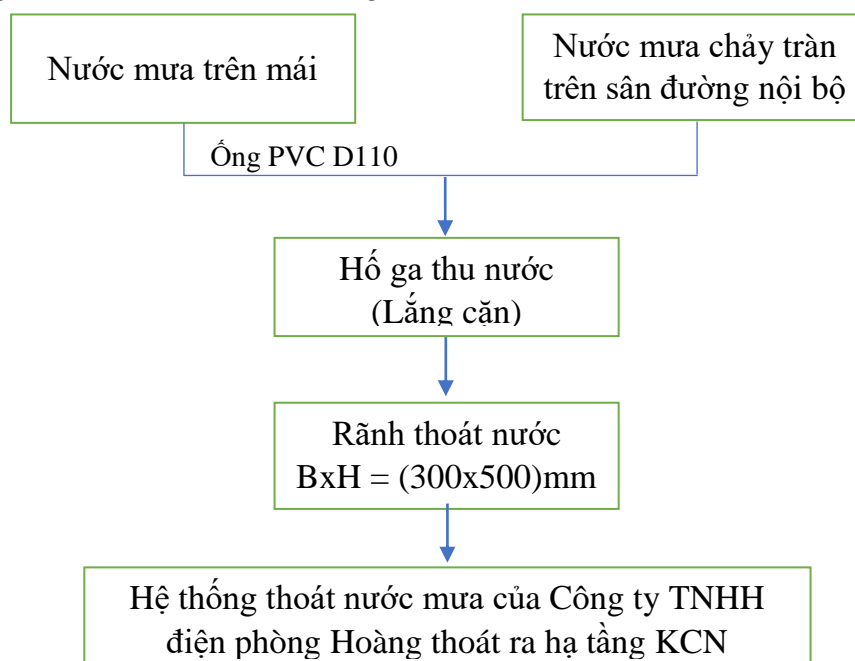 Nước mưa trên mái
Nước mưa chảy tràn
trên sân đường nội bộ
Ống PVC D110
Hố ga thu nước
(Lắng cặn)
Rãnh thoát nước
BxH = (300x500)mm
Hệ thống thoát nước mưa của Công ty TNHH
điện phòng Hoàng thoát ra hạ tầng KCN